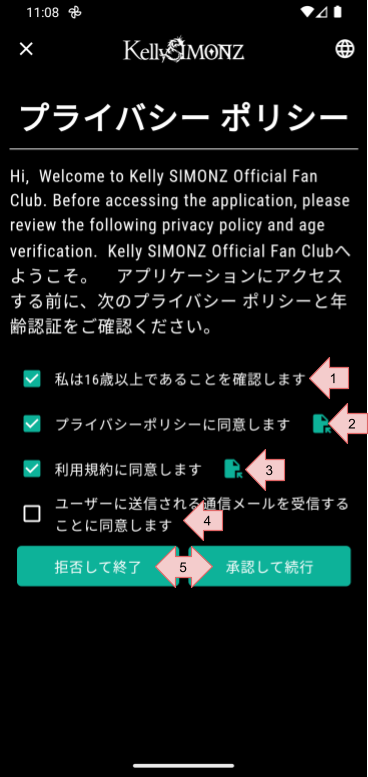 11:08
Kelly SIMONZ
プライバシー ポリシー
Hi, Welcome to Kelly SIMONZ Official Fan
Club. Before accessing the application, please
review the following privacy policy and age
verification. Kelly SIMONZ Official Fan Clubへ
ようこそ。 アプリケーションにアクセス
する前に、次のプライバシー ポリシーと年
齢認証をご確認ください。
私は16歳以上であることを確認します 1
プライバシーポリシーに同意します 2
利用規約に同意します 3
ユーザーに送信される通信メールを受信する
ことに同意します 4
拒否して終了 5 承認して続行